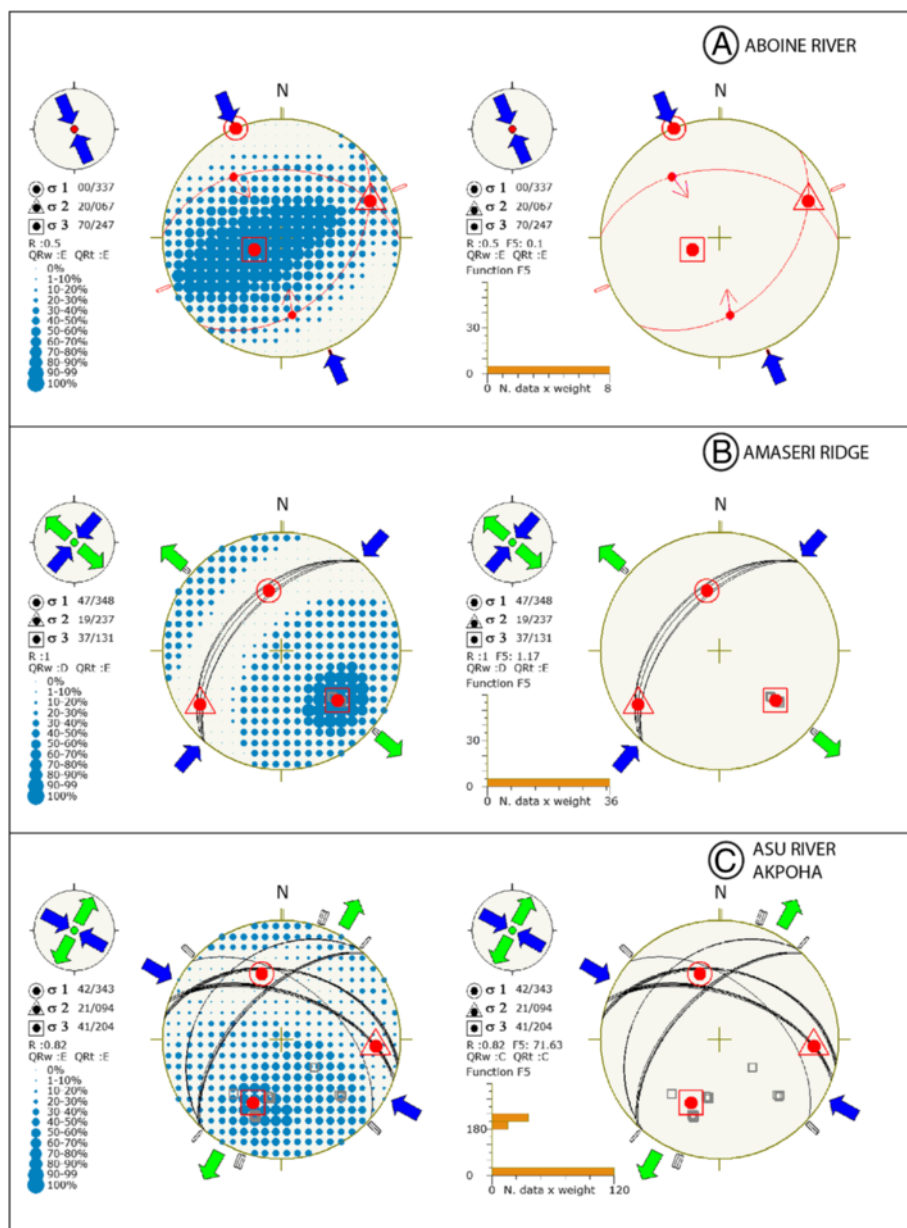 A ABOINE RIVER
N
σ 1 00/337
σ 2 20/067
σ 3 70/247
R :0.5
QRw :E QRt :E
0%
1-10%
10-20%
20-30%
30-40%
40-50%
50-60%
60-70%
70-80%
80-90%
90-99
100%
N
σ 1 00/337
σ 2 20/067
σ 3 70/247
R :0.5 F5: 0.1
QRw :E QRt :E
Function F5
30
0
0 N. data x weight 8
B AMASERI RIDGE
N
σ 1 47/348
σ 2 19/237
σ 3 37/131
R :1
QRw :D QRt :E
0%
1-10%
10-20%
20-30%
30-40%
40-50%
50-60%
60-70%
70-80%
80-90%
90-99
100%
N
σ 1 47/348
σ 2 19/237
σ 3 37/131
R :1 F5: 1.17
QRw :D QRt :E
Function F5
30
0
0 N. data x weight 36
C ASU RIVER
AKPOHA
N
σ 1 42/343
σ 2 21/094
σ 3 41/204
R :0.82
QRw :E QRt :E
0%
1-10%
10-20%
20-30%
30-40%
40-50%
50-60%
60-70%
70-80%
80-90%
90-99
100%
N
σ 1 42/343
σ 2 21/094
σ 3 41/204
R :0.82 F5: 71.63
QRw :C QRt :C
Function F5
180
0
0 N. data x weight 120